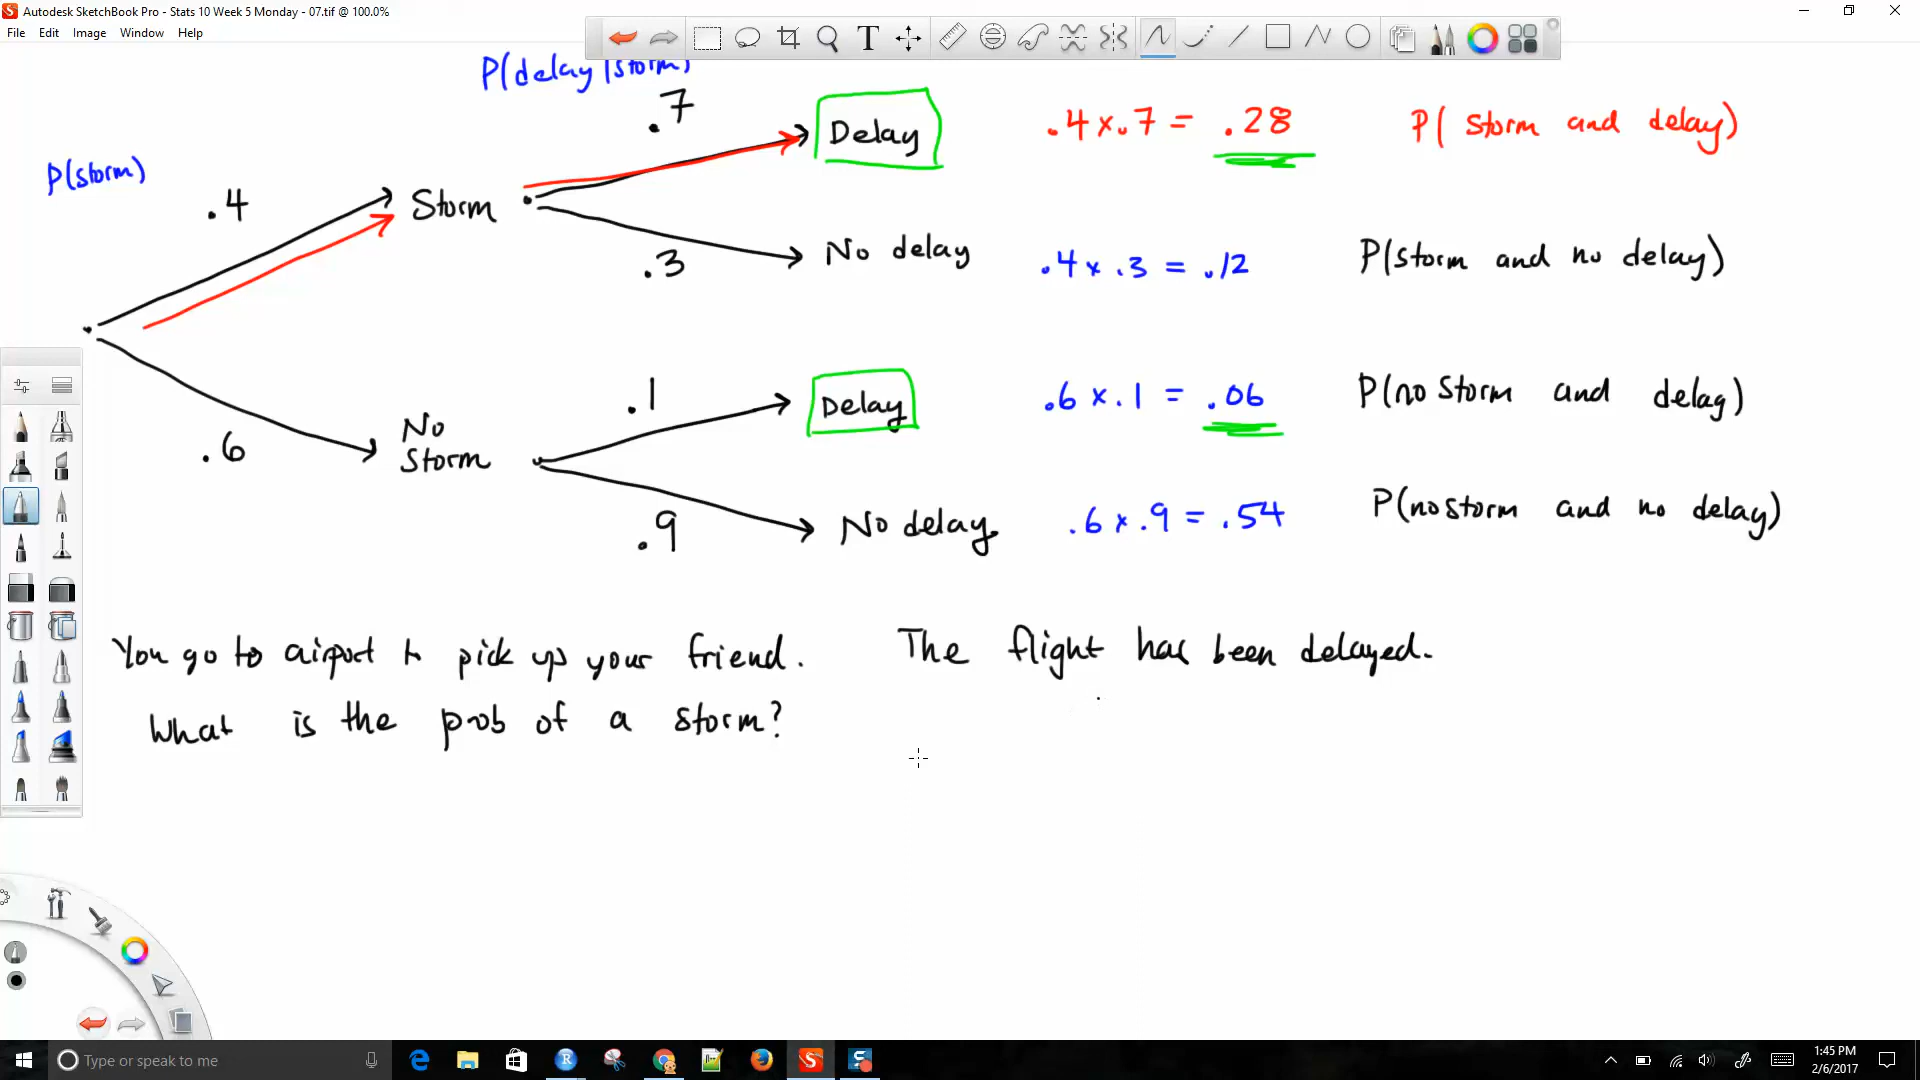 Autodesk SketchBook Pro - Stats 10 Week 5 Monday - 07.tif @ 100.0%
File Edit Image Window Help
P(delay | storm)
.7
Delay
.4 x .7 = .28
P( storm and delay)
P(storm)
.4
Storm
No delay
.4 x .3 = .12
P(storm and no delay)
.3
.1
Delay
.6 x .1 = .06
P(no storm and delay)
.6
No
Storm
.9
No delay
.6 x .9 = .54
P(no storm and no delay)
You go to airport to pick up your friend. The flight has been delayed.
What is the prob of a storm?
Type or speak to me
1:45 PM
2/6/2017